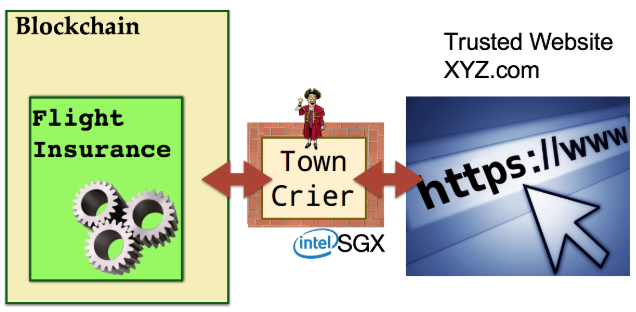 Blockchain
Flight
Insurance
Town
Crier
intel SGX
Trusted Website
XYZ.com
https://www